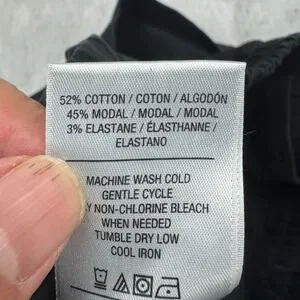 52% COTTON / COTON / ALGODÓN
45% MODAL / MODAL / MODAL
3% ELASTANE / ÉLASTHANNE /
ELASTANO
MACHINE WASH COLD
GENTLE CYCLE
NON-CHLORINE BLEACH
WHEN NEEDED
TUMBLE DRY LOW
COOL IRON